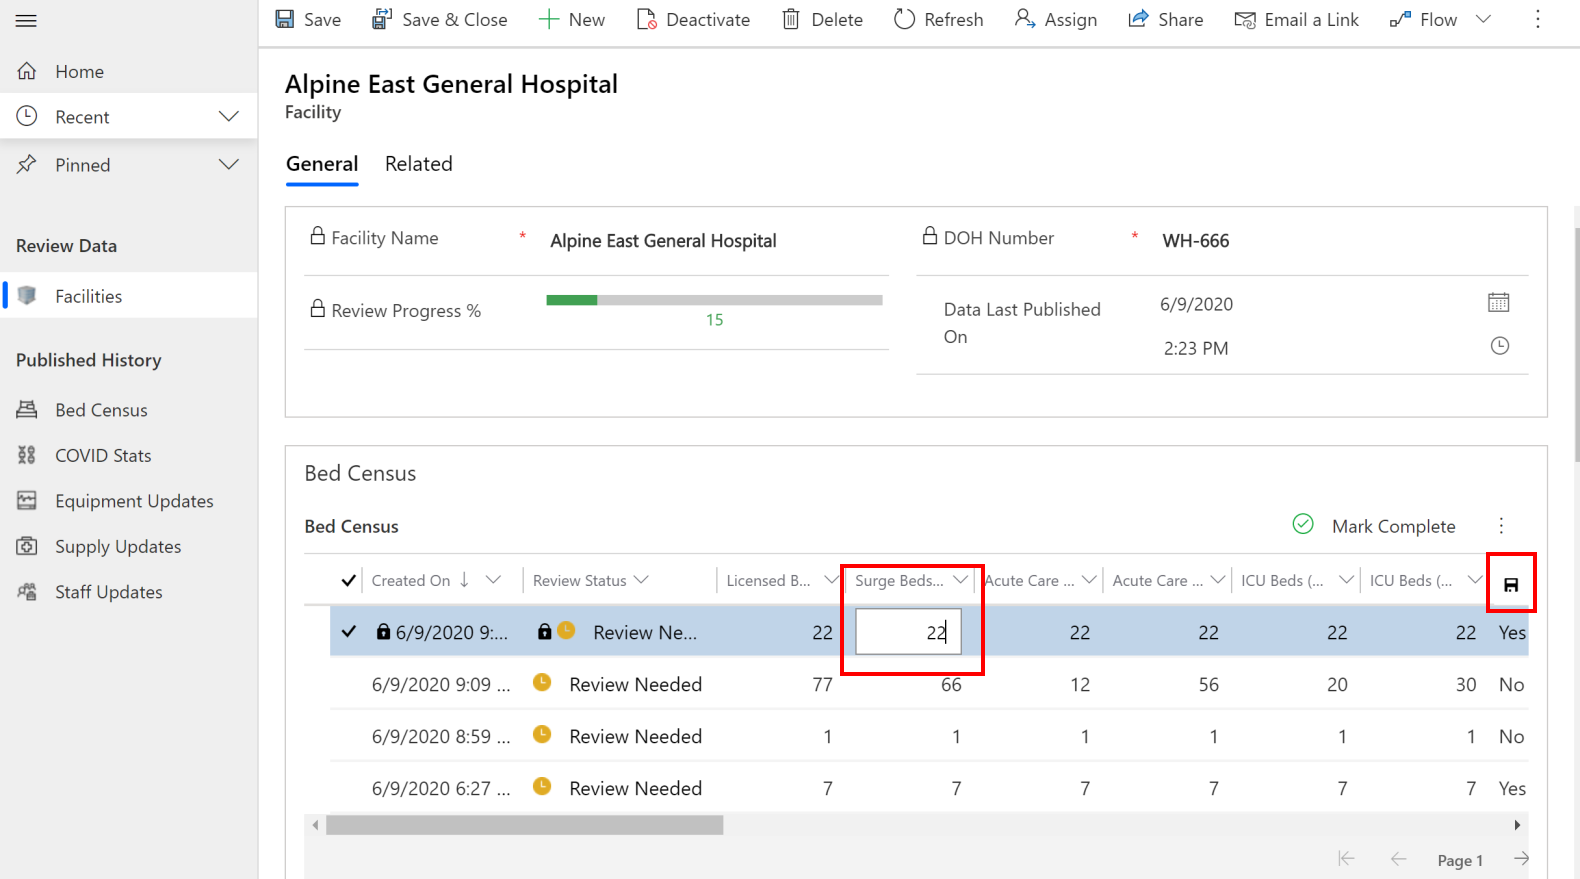 Save Save & Close New Deactivate Delete Refresh Assign Share Email a Link Flow
Home
Recent
Pinned
Review Data
Facilities
Published History
Bed Census
COVID Stats
Equipment Updates
Supply Updates
Staff Updates
Alpine East General Hospital
Facility
General Related
Facility Name * Alpine East General Hospital
DOH Number * WH-666
Review Progress %
15
Data Last Published
On
6/9/2020
2:23 PM
Bed Census
Bed Census Mark Complete
Created On Review Status Licensed B... Surge Beds... Acute Care ... Acute Care ... ICU Beds (... ICU Beds (...
6/9/2020 9:... Review Ne... 22 22 22 22 22 22 Yes
6/9/2020 9:09 ... Review Needed 77 66 12 56 20 30 No
6/9/2020 8:59 ... Review Needed 1 1 1 1 1 1 No
6/9/2020 6:27 ... Review Needed 7 7 7 7 7 7 Yes
Page 1